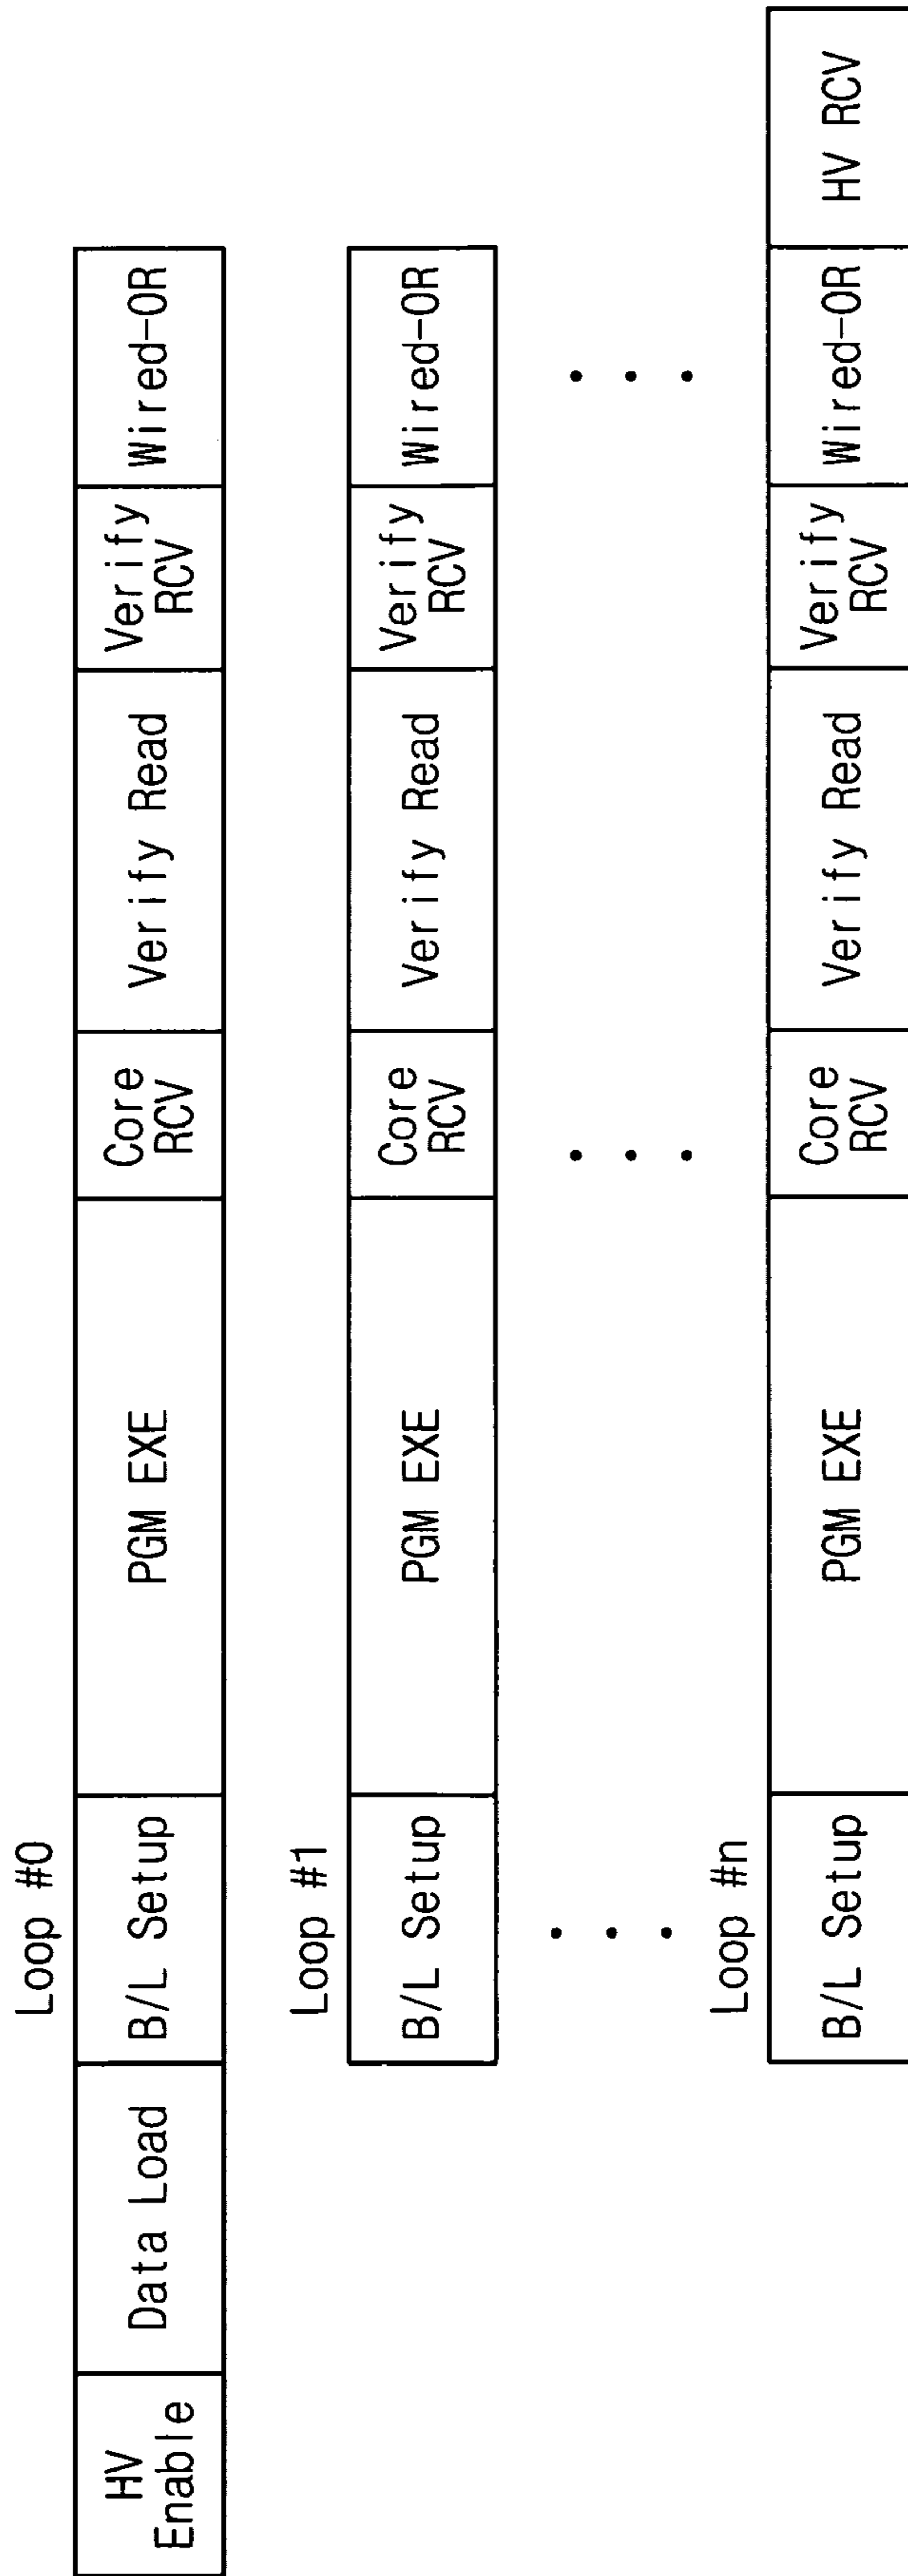 Loop #0
HV
Enable
Data Load
B/L Setup
PGM EXE
Core
RCV
Verify Read
Verify
RCV
Wired-OR
Loop #1
B/L Setup
PGM EXE
Core
RCV
Verify Read
Verify
RCV
Wired-OR
Loop #n
B/L Setup
PGM EXE
Core
RCV
Verify Read
Verify
RCV
Wired-OR
HV RCV